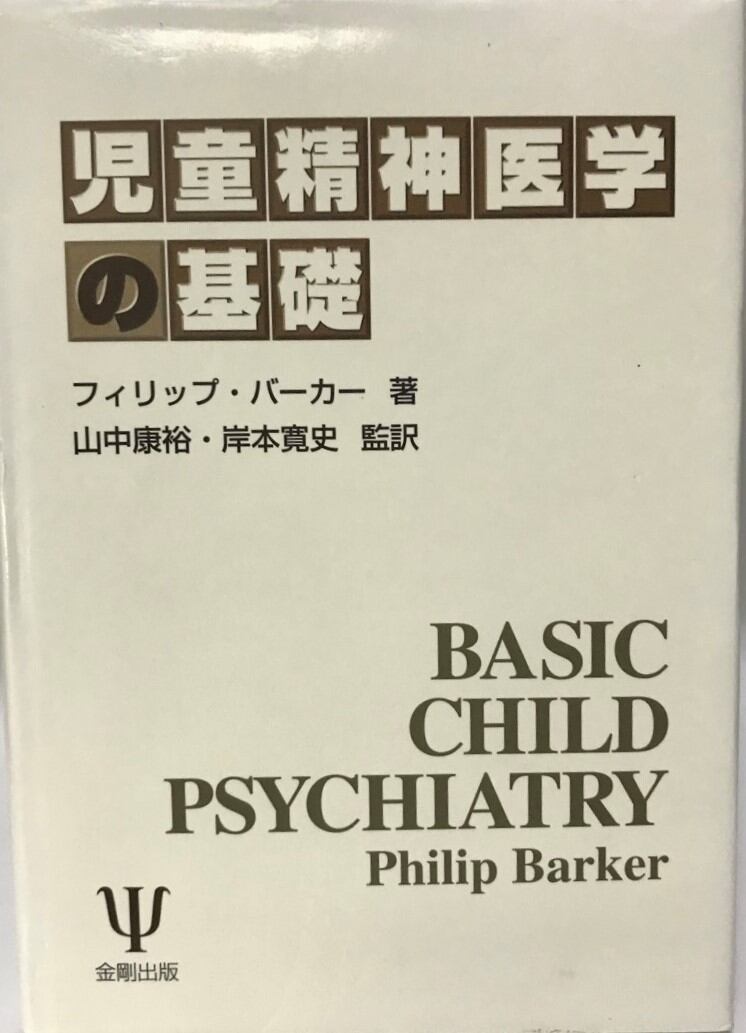 児童精神医学
の基礎
フィリップ・バーカー 著
山中康裕・岸本寛史 監訳
BASIC
CHILD
PSYCHIATRY
Philip Barker
Ψ
金剛出版